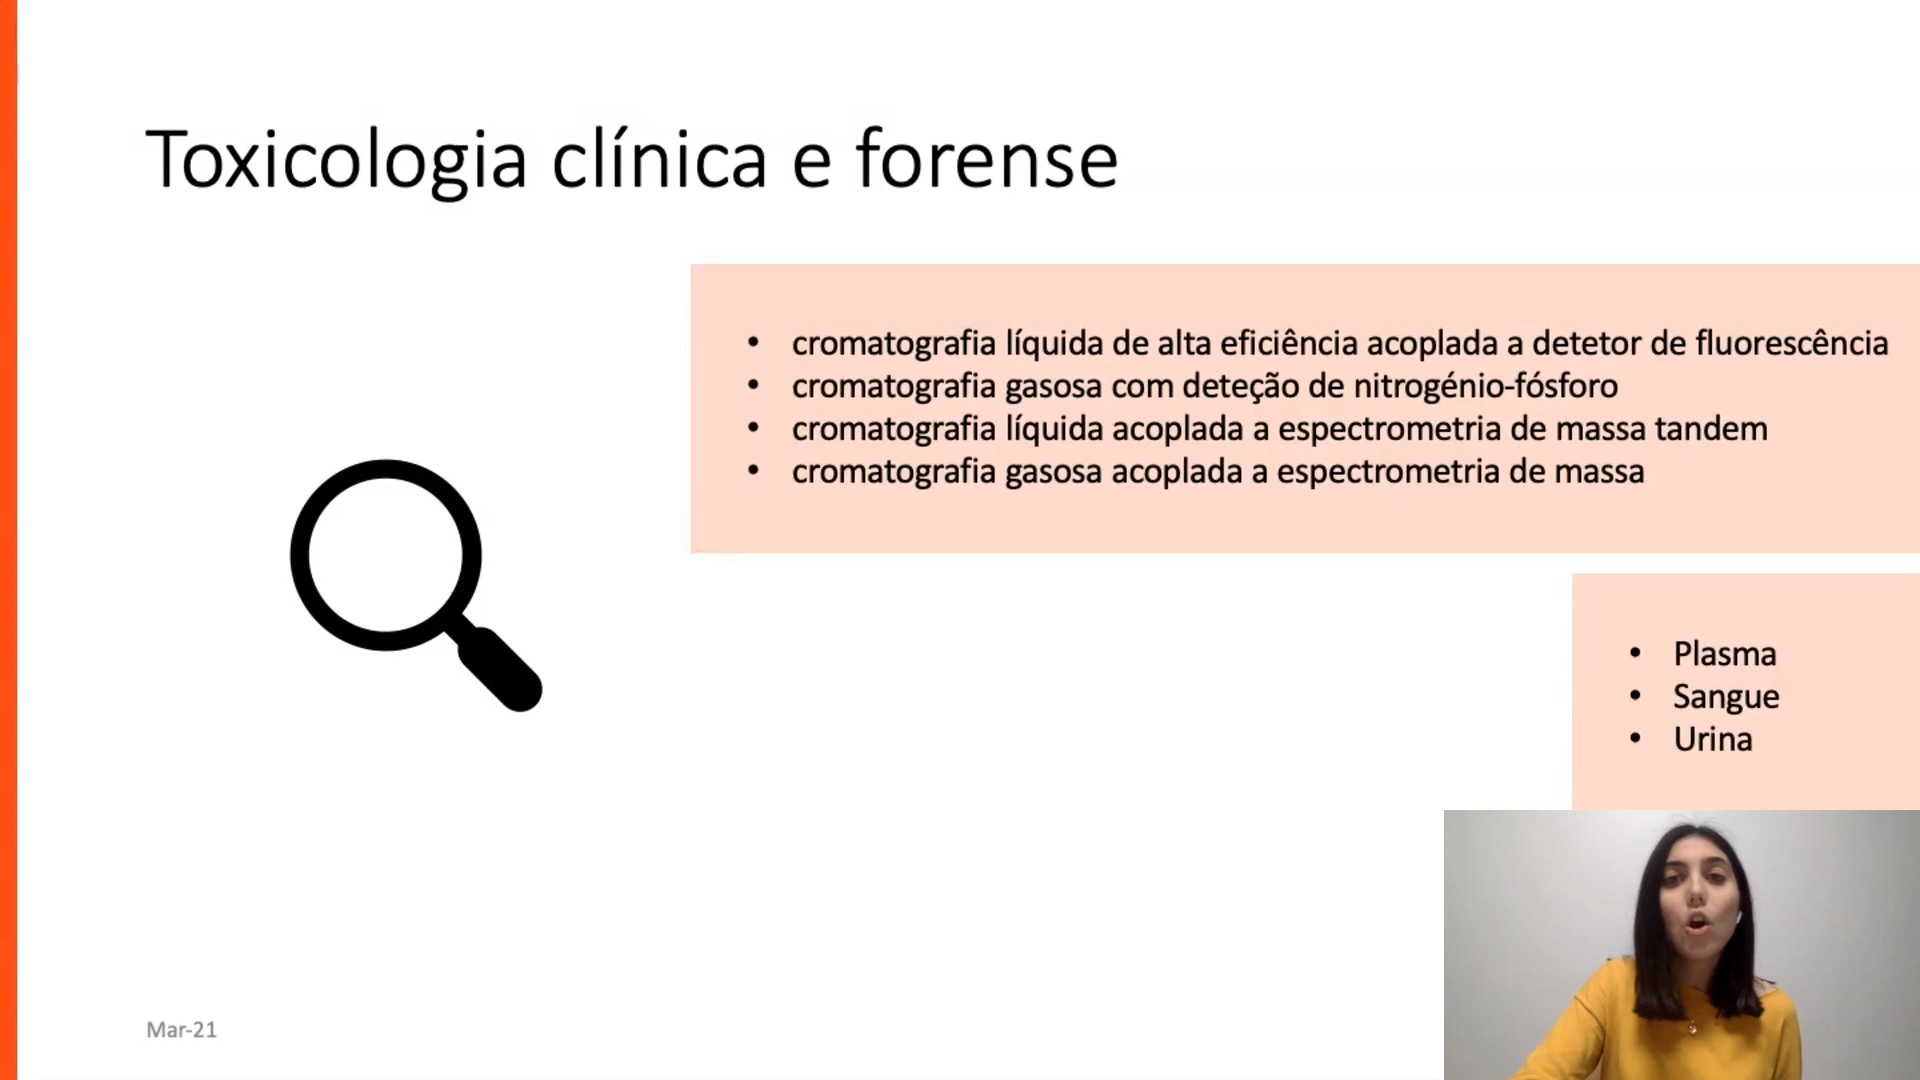 Toxicologia clínica e forense
• cromatografia líquida de alta eficiência acoplada a detetor de fluorescência
• cromatografia gasosa com deteção de nitrogénio-fósforo
• cromatografia líquida acoplada a espectrometria de massa tandem
• cromatografia gasosa acoplada a espectrometria de massa
• Plasma
• Sangue
• Urina
Mar-21